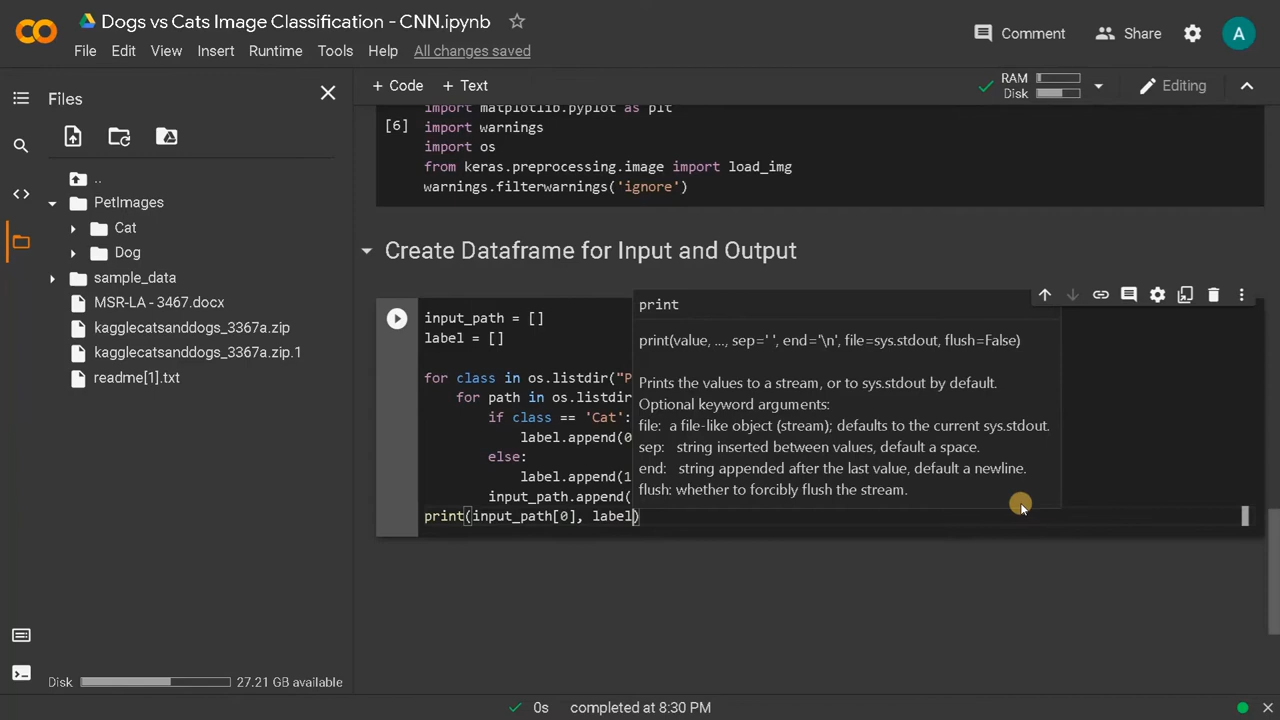 Dogs vs Cats Image Classification - CNN.ipynb
File Edit View Insert Runtime Tools Help All changes saved
Comment Share A
Files
+ Code + Text
RAM
Disk
Editing
..
PetImages
Cat
Dog
sample_data
MSR-LA - 3467.docx
kagglecatsanddogs_3367a.zip
kagglecatsanddogs_3367a.zip.1
readme[1].txt
Disk 27.21 GB available
import matplotlib.pyplot as plt
[6] import warnings
import os
from keras.preprocessing.image import load_img
warnings.filterwarnings('ignore')
Create Dataframe for Input and Output
input_path = []
label = []
for class in os.listdir("P
for path in os.listdir
if class == 'Cat':
label.append(0
else:
label.append(1
input_path.append(
print(input_path[0], label)
print
print(value, ..., sep=' ', end='\n', file=sys.stdout, flush=False)
Prints the values to a stream, or to sys.stdout by default.
Optional keyword arguments:
file: a file-like object (stream); defaults to the current sys.stdout.
sep: string inserted between values, default a space.
end: string appended after the last value, default a newline.
flush: whether to forcibly flush the stream.
0s completed at 8:30 PM